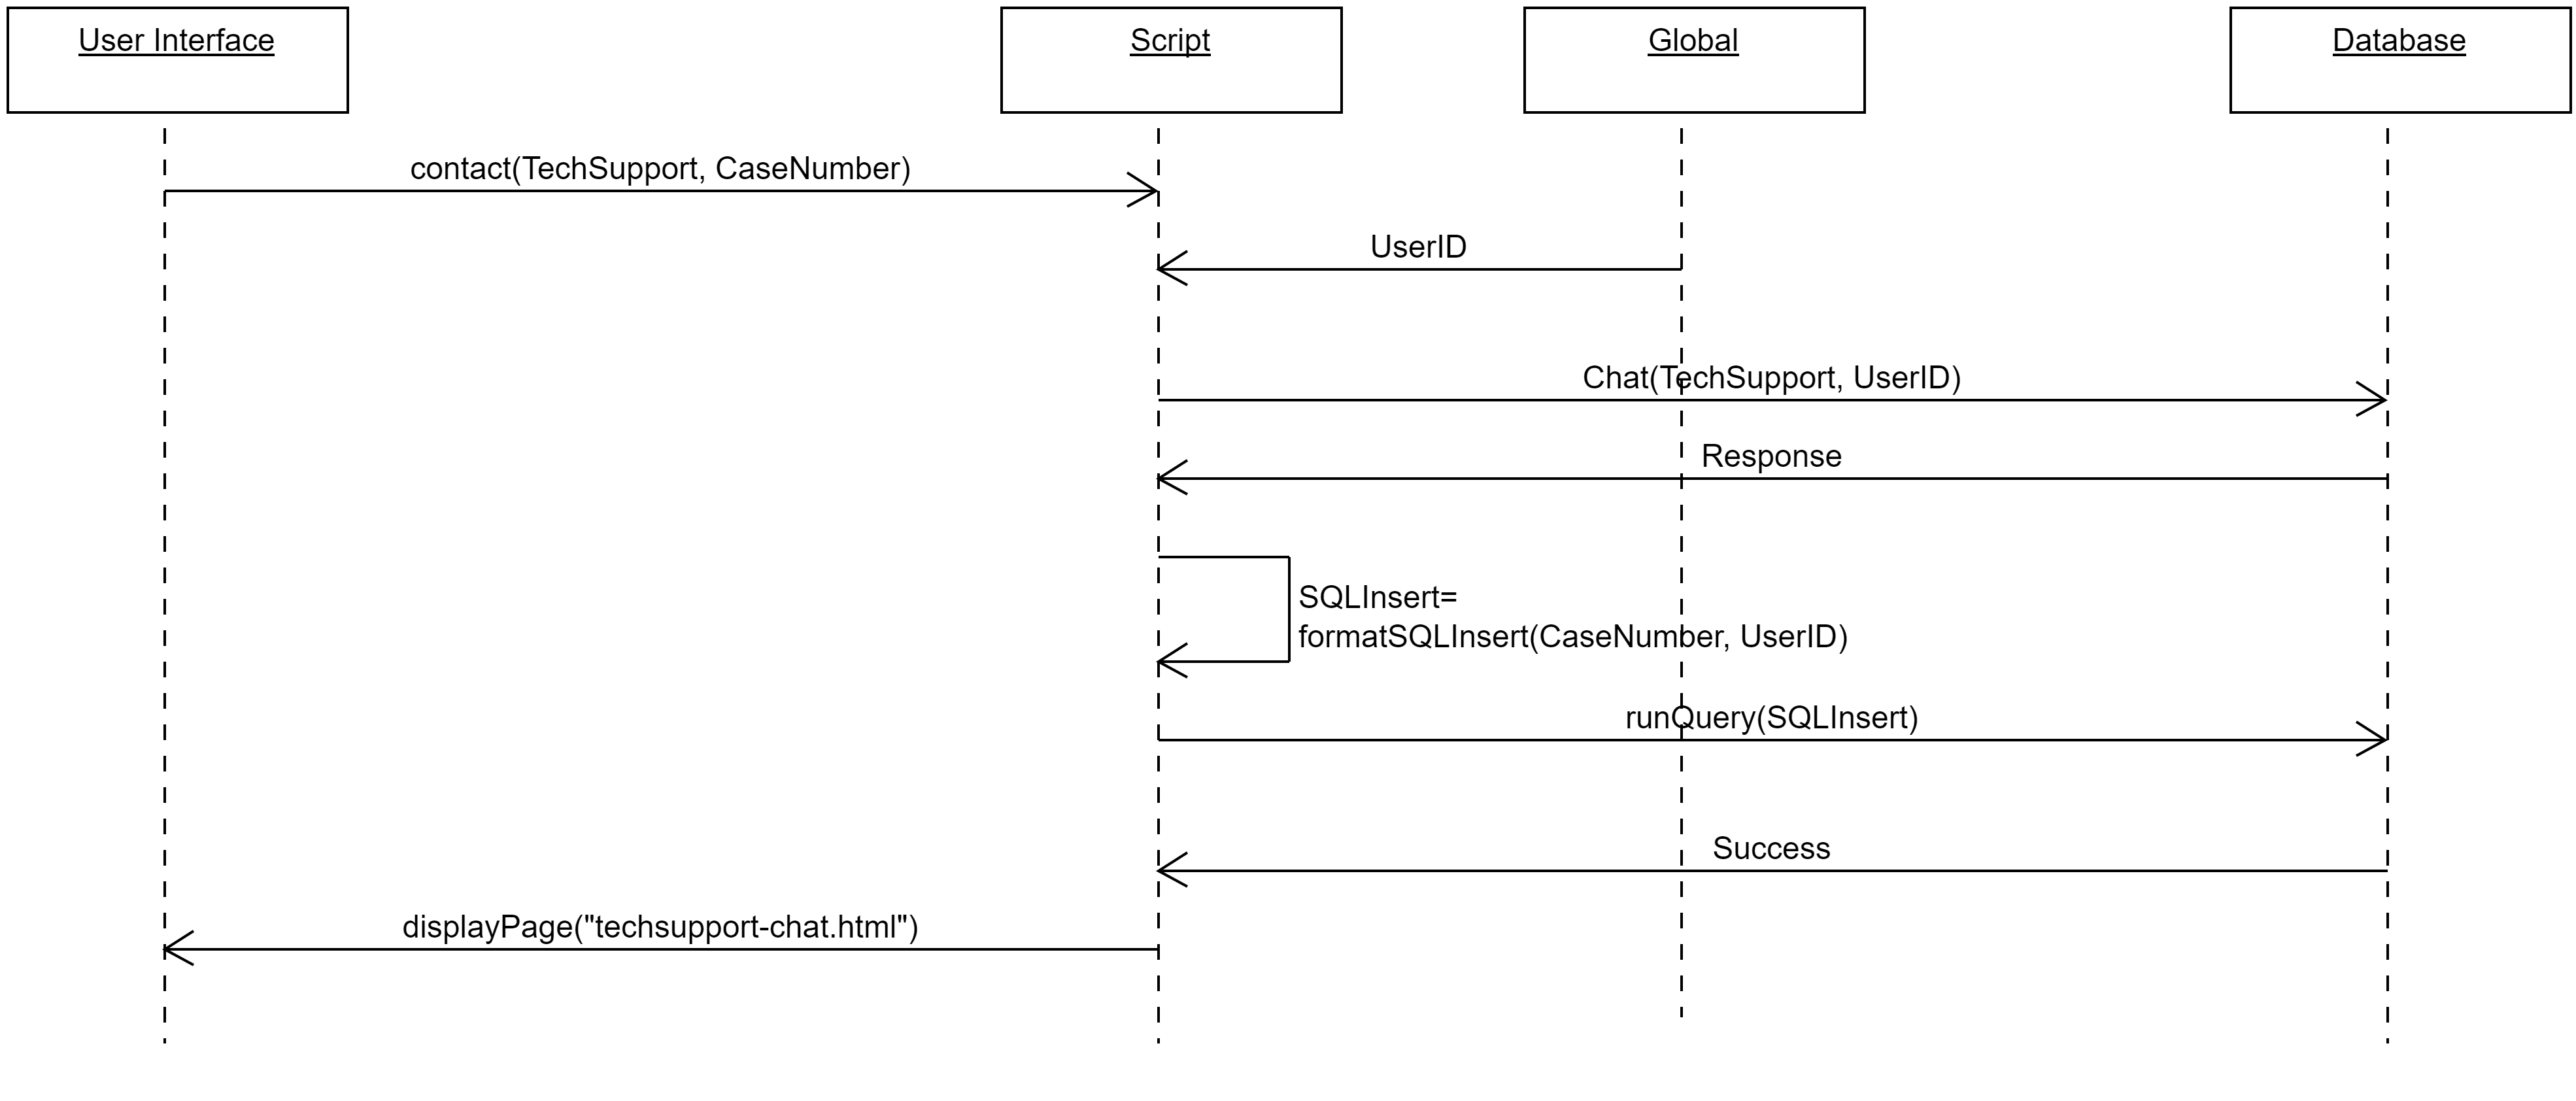 User Interface
Script
Global
Database
contact(TechSupport, CaseNumber)
UserID
Chat(TechSupport, UserID)
Response
SQLInsert=
formatSQLInsert(CaseNumber, UserID)
runQuery(SQLInsert)
Success
displayPage("techsupport-chat.html")